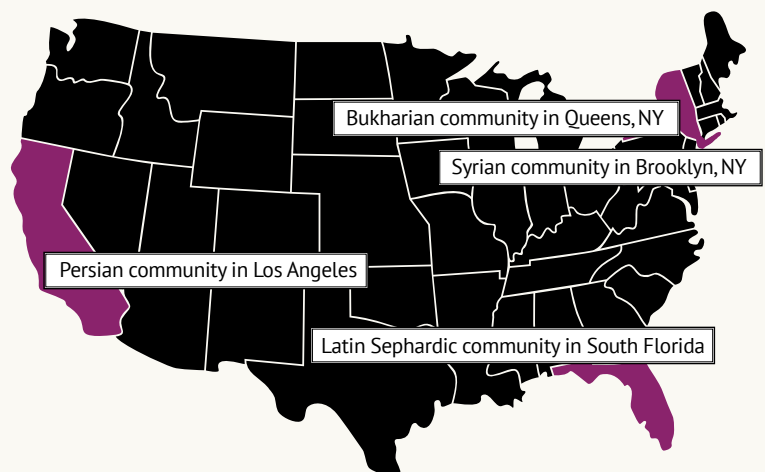 Bukharian community in Queens, NY
Syrian community in Brooklyn, NY
Persian community in Los Angeles
Latin Sephardic community in South Florida